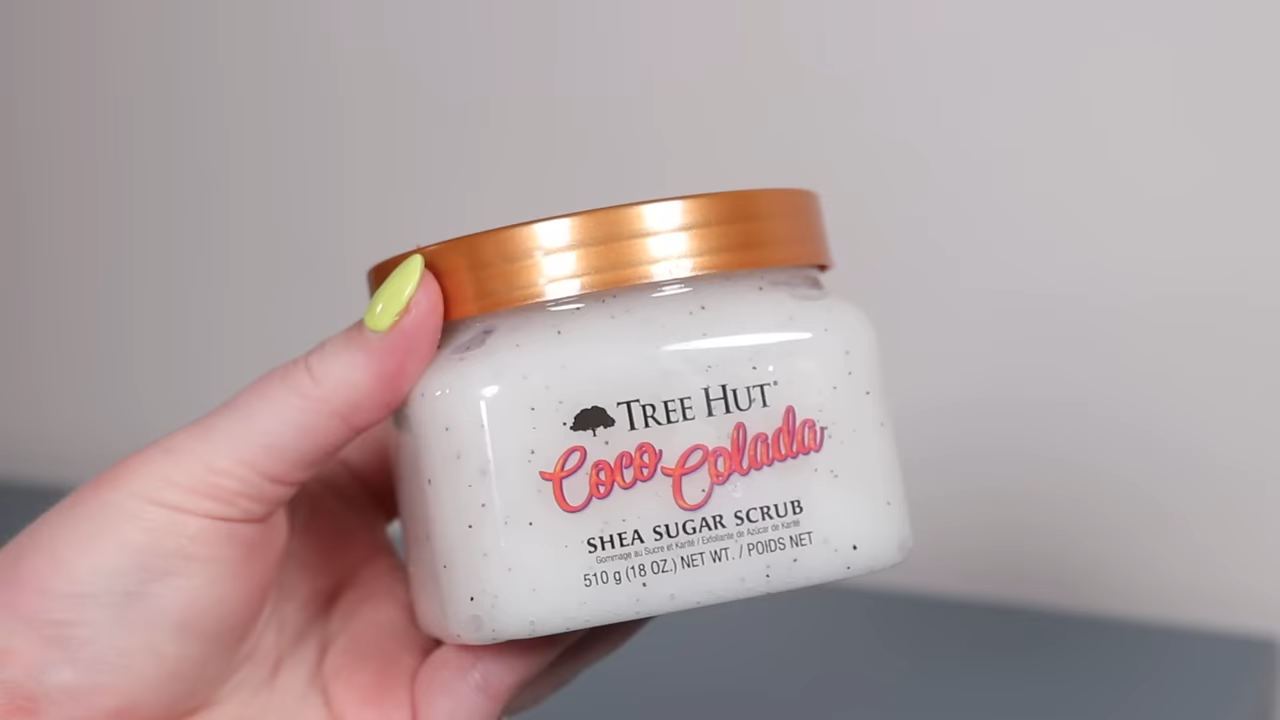 TREE HUT®
Coco Colada
SHEA SUGAR SCRUB
Gommage au Sucre et Karité / Exfoliante de Azúcar de Karité
510 g (18 OZ.) NET WT. / POIDS NET